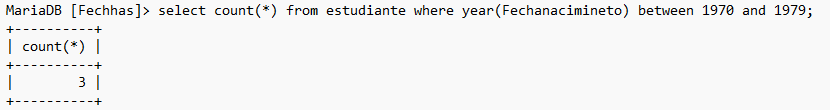 MariaDB [Fechhas]> select count(*) from estudiante where year(Fechanacimineto) between 1970 and 1979;
+----------+
| count(*) |
+----------+
|        3 |
+----------+